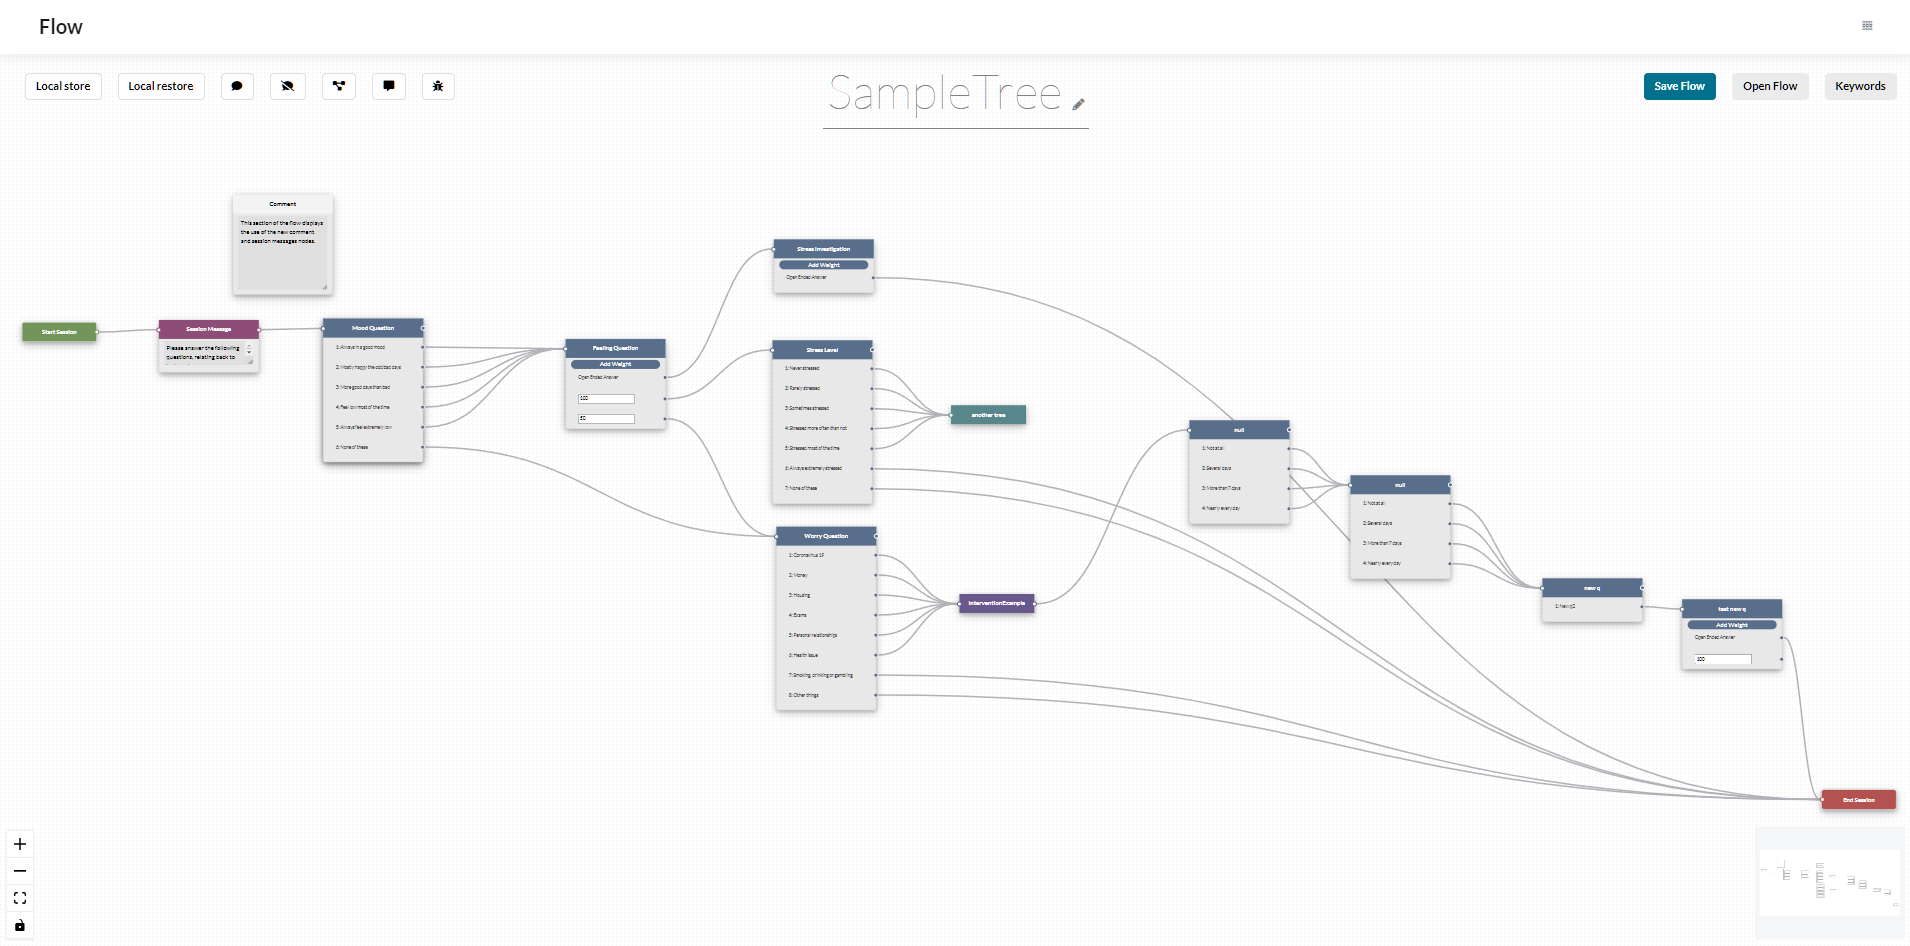 Flow
Local store
Local restore
SampleTree
Save Flow
Open Flow
Keywords
Comment
This section of the flow displays
the use of the new comment
and session messages nodes.
Start Session
Session Message
Please answer the following
questions, relating back to
Mood Question
1: Always in a good mood
2: Mostly happy the odd bad days
3: More good days than bad
4: Feel low most of the time
5: Always feel extremely low
6: None of these
Feeling Question
Add Weight
Open Ended Answer
100
50
Stress Investigation
Add Weight
Open Ended Answer
Stress Level
1: Never stressed
2: Rarely stressed
3: Sometimes stressed
4: Stressed more often than not
5: Stressed most of the time
6: Always extremely stressed
7: None of these
another tree
Worry Question
1: Coronavirus 19
2: Money
3: Housing
4: Exams
5: Personal relationships
6: Health issue
7: Smoking, drinking or gambling
8: Other things
InterventionExample
null
1: Not at all
2: Several days
3: More than 7 days
4: Nearly every day
null
1: Not at all
2: Several days
3: More than 7 days
4: Nearly every day
new q
1: New q2
test new q
Add Weight
Open Ended Answer
100
End Session